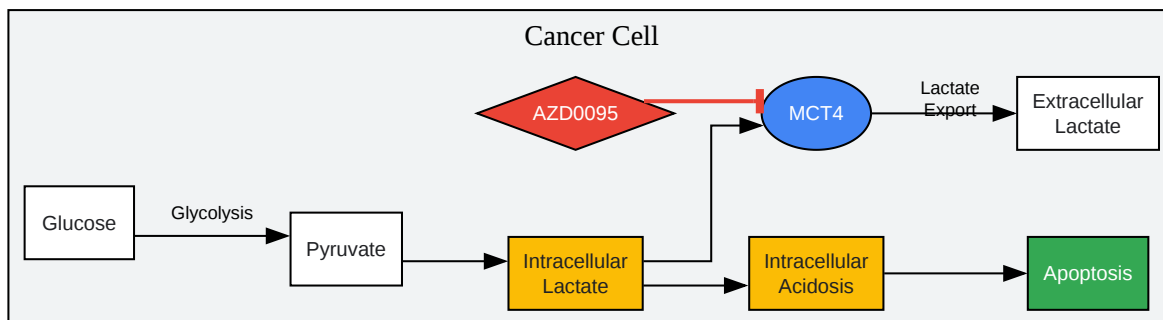 Cancer Cell
AZD0095
MCT4
Lactate
Export
Extracellular
Lactate
Glucose
Glycolysis
Pyruvate
Intracellular
Lactate
Intracellular
Acidosis
Apoptosis